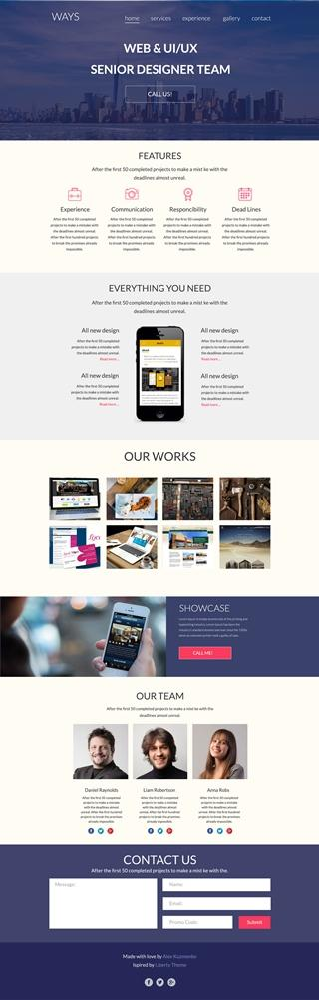 WAYS
home services experience gallery contact
WEB & UI/UX
SENIOR DESIGNER TEAM
CALL US!
FEATURES
After the first 50 completed projects to make a mist ke with the
deadlines almost unreal.
Experience
After the first 50 completed
projects to make a mistake with
the deadlines almost unreal.
After the first hundred projects
to break the promises already
impossible.
Communication
After the first 50 completed
projects to make a mistake with
the deadlines almost unreal.
After the first hundred projects
to break the promises already
impossible.
Responcibility
After the first 50 completed
projects to make a mistake with
the deadlines almost unreal.
After the first hundred projects
to break the promises already
impossible.
Dead Lines
After the first 50 completed
projects to make a mistake with
the deadlines almost unreal.
After the first hundred projects
to break the promises already
impossible.
EVERYTHING YOU NEED
After the first 50 completed projects to make a mist ke with the
deadlines almost unreal.
All new design
After the first 50 completed
projects to make a mistake with
the deadlines almost unreal.
Read more...
All new design
After the first 50 completed
projects to make a mistake with
the deadlines almost unreal.
Read more...
All new design
After the first 50 completed
projects to make a mistake with
the deadlines almost unreal.
Read more...
All new design
After the first 50 completed
projects to make a mistake with
the deadlines almost unreal.
Read more...
OUR WORKS
SHOWCASE
CALL ME!
OUR TEAM
After the first 50 completed projects to make a mist ke with the
deadlines almost unreal.
Daniel Raynolds
After the first 50 completed
projects to make a mistake
with the deadlines almost
unreal. After the first hundred
projects to break the promises
already impossible.
Liam Robertson
After the first 50 completed
projects to make a mistake
with the deadlines almost
unreal. After the first hundred
projects to break the promises
already impossible.
Anna Robs
After the first 50 completed
projects to make a mistake
with the deadlines almost
unreal. After the first hundred
projects to break the promises
already impossible.
CONTACT US
After the first 50 completed projects to make a mist ke with the.
Message:
Name:
Email:
Promo Code:
Submit
Made with love by Alex Kuzmenko
Ispired by Liberty Theme